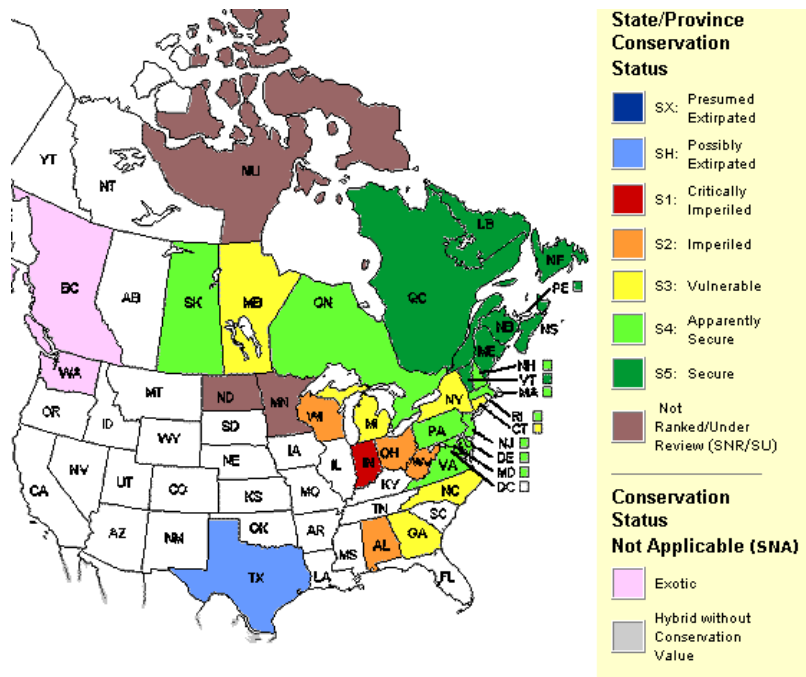 YT
NT
NU
BC
AB
SK
MB
ON
QC
LB
NF
PE
NB
NS
ME
NH
VT
MA
RI
CT
NJ
DE
MD
DC
WA
OR
ID
MT
WY
ND
SD
NE
MN
WI
MI
NY
PA
IA
IL
IN
OH
WV
VA
KY
NC
CA
NV
UT
CO
KS
MO
TN
SC
AZ
NM
OK
AR
MS
AL
GA
TX
LA
FL
State/Province
Conservation
Status
SX: Presumed
Extirpated
SH: Possibly
Extirpated
S1: Critically
Imperiled
S2: Imperiled
S3: Vulnerable
S4: Apparently
Secure
S5: Secure
Not
Ranked/Under
Review (SNR/SU)
Conservation
Status
Not Applicable (SNA)
Exotic
Hybrid without
Conservation
Value